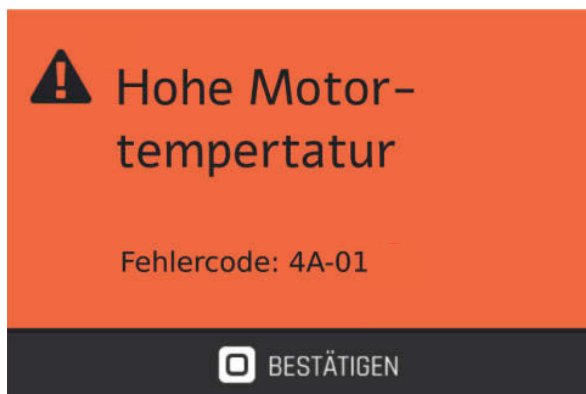 Hohe Motor-
tempertatur
Fehlercode: 4A-01
BESTÄTIGEN